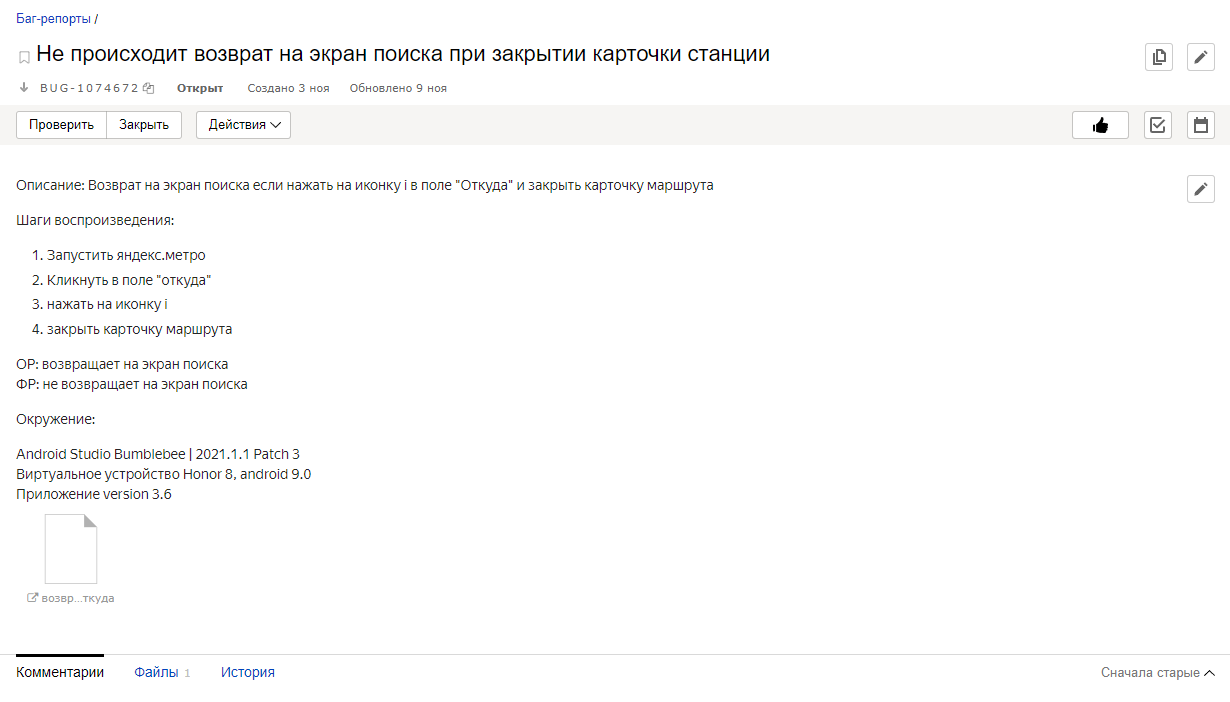 Баг-репорты /
Не происходит возврат на экран поиска при закрытии карточки станции
BUG-1074672 Открыт Создано 3 ноя Обновлено 9 ноя
Проверить Закрыть Действия
Описание: Возврат на экран поиска если нажать на иконку i в поле "Откуда" и закрыть карточку маршрута
Шаги воспроизведения:
1. Запустить яндекс.метро
2. Кликнуть в поле "откуда"
3. нажать на иконку i
4. закрыть карточку маршрута
ОР: возвращает на экран поиска
ФР: не возвращает на экран поиска
Окружение:
Android Studio Bumblebee | 2021.1.1 Patch 3
Виртуальное устройство Honor 8, android 9.0
Приложение version 3.6
возвр...ткуда
Комментарии Файлы 1 История Сначала старые